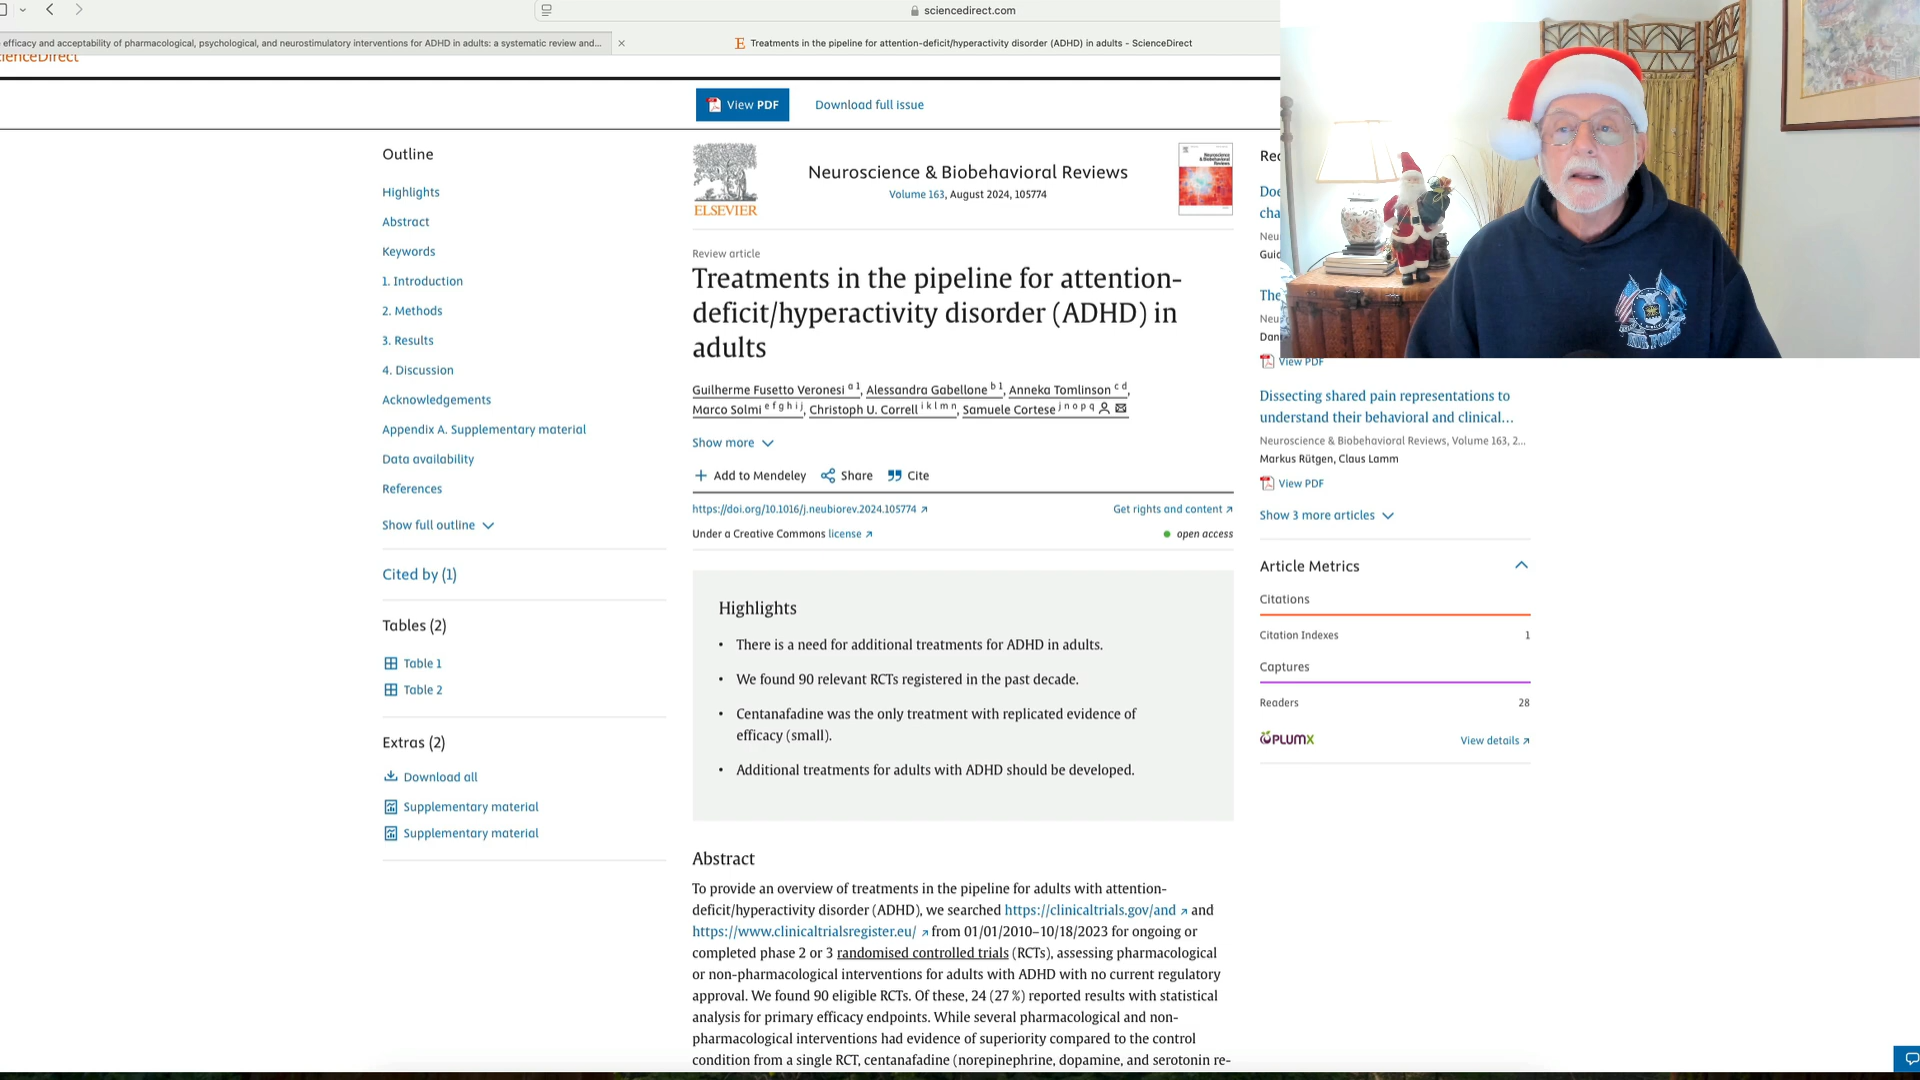 sciencedirect.com
efficacy and acceptability of pharmacological, psychological, and neurostimulatory interventions for ADHD in adults: a systematic review and...
Treatments in the pipeline for attention-deficit/hyperactivity disorder (ADHD) in adults - ScienceDirect
View PDF
Download full issue
Outline
Highlights
Abstract
Keywords
1. Introduction
2. Methods
3. Results
4. Discussion
Acknowledgements
Appendix A. Supplementary material
Data availability
References
Show full outline
Cited by (1)
Tables (2)
Table 1
Table 2
Extras (2)
Download all
Supplementary material
Supplementary material
ELSEVIER
Neuroscience & Biobehavioral Reviews
Volume 163, August 2024, 105774
Review article
Treatments in the pipeline for attention-
deficit/hyperactivity disorder (ADHD) in
adults
Guilherme Fusetto Veronesi a 1, Alessandra Gabellone b 1, Anneka Tomlinson c d,
Marco Solmi e f g h i j, Christoph U. Correll i k l m n, Samuele Cortese j n o p q
Show more
Add to Mendeley Share Cite
https://doi.org/10.1016/j.neubiorev.2024.105774 Get rights and content
Under a Creative Commons license open access
Highlights
• There is a need for additional treatments for ADHD in adults.
• We found 90 relevant RCTs registered in the past decade.
• Centanafadine was the only treatment with replicated evidence of
efficacy (small).
• Additional treatments for adults with ADHD should be developed.
Abstract
To provide an overview of treatments in the pipeline for adults with attention-
deficit/hyperactivity disorder (ADHD), we searched https://clinicaltrials.gov/and and
https://www.clinicaltrialsregister.eu/ from 01/01/2010–10/18/2023 for ongoing or
completed phase 2 or 3 randomised controlled trials (RCTs), assessing pharmacological
or non-pharmacological interventions for adults with ADHD with no current regulatory
approval. We found 90 eligible RCTs. Of these, 24 (27 %) reported results with statistical
analysis for primary efficacy endpoints. While several pharmacological and non-
pharmacological interventions had evidence of superiority compared to the control
condition from a single RCT, centanafadine (norepinephrine, dopamine, and serotonin re-
View PDF
Dissecting shared pain representations to
understand their behavioral and clinical...
Neuroscience & Biobehavioral Reviews, Volume 163, 2...
Markus Rütgen, Claus Lamm
View PDF
Show 3 more articles
Article Metrics
Citations
Citation Indexes 1
Captures
Readers 28
PLUMX
View details
AIR FORCE